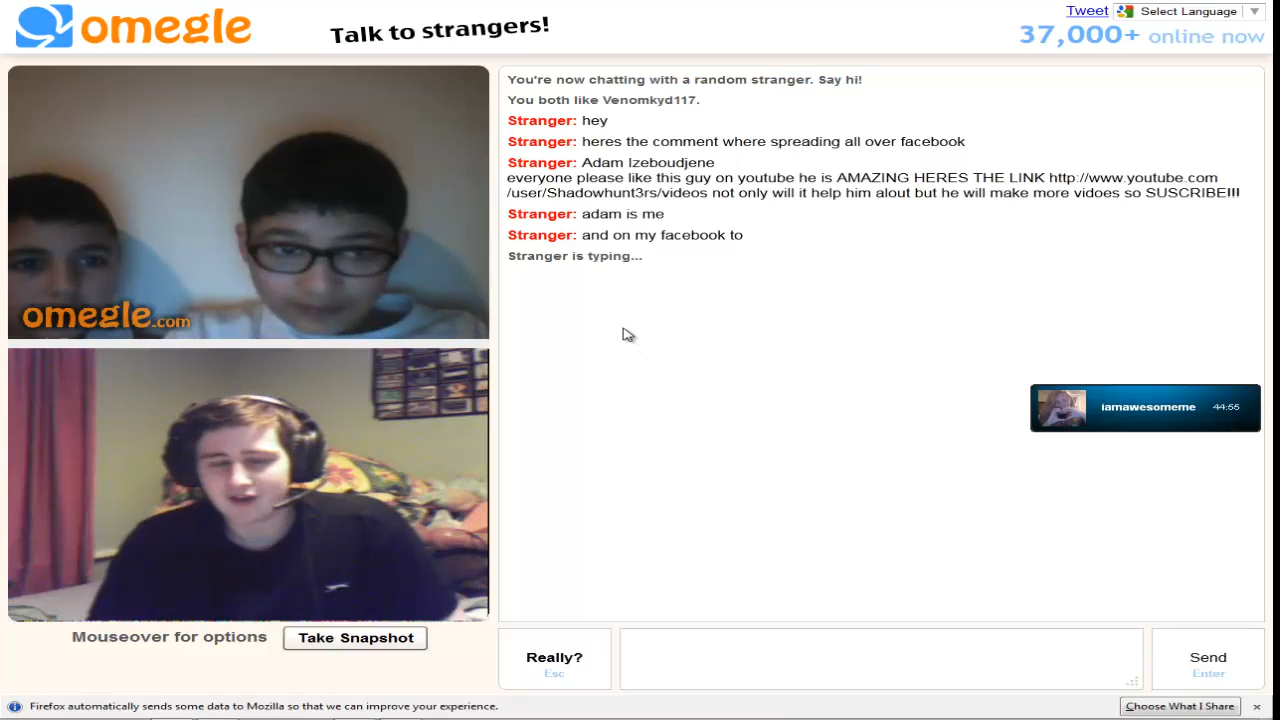 omegle
Talk to strangers!
Tweet
Select Language
37,000+ online now
You're now chatting with a random stranger. Say hi!
You both like Venomkyd117.
Stranger: hey
Stranger: heres the comment where spreading all over facebook
Stranger: Adam Izeboudjene
everyone please like this guy on youtube he is AMAZING HERES THE LINK http://www.youtube.com
/user/Shadowhunt3rs/videos not only will it help him alout but he will make more vidoes so SUSCRIBE!!!
Stranger: adam is me
Stranger: and on my facebook to
Stranger is typing...
omegle.com
iamawesomeme 44:55
Mouseover for options
Take Snapshot
Really?
Esc
Send
Enter
Firefox automatically sends some data to Mozilla so that we can improve your experience.
Choose What I Share